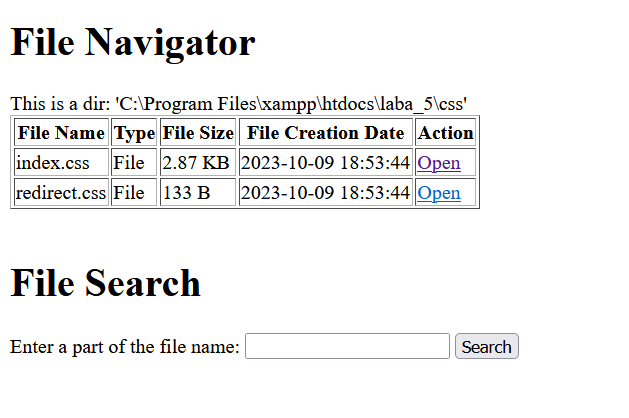 File Navigator
This is a dir: 'C:\Program Files\xampp\htdocs\laba_5\css'
File Name Type File Size File Creation Date Action
index.css File 2.87 KB 2023-10-09 18:53:44 Open
redirect.css File 133 B 2023-10-09 18:53:44 Open
File Search
Enter a part of the file name: Search